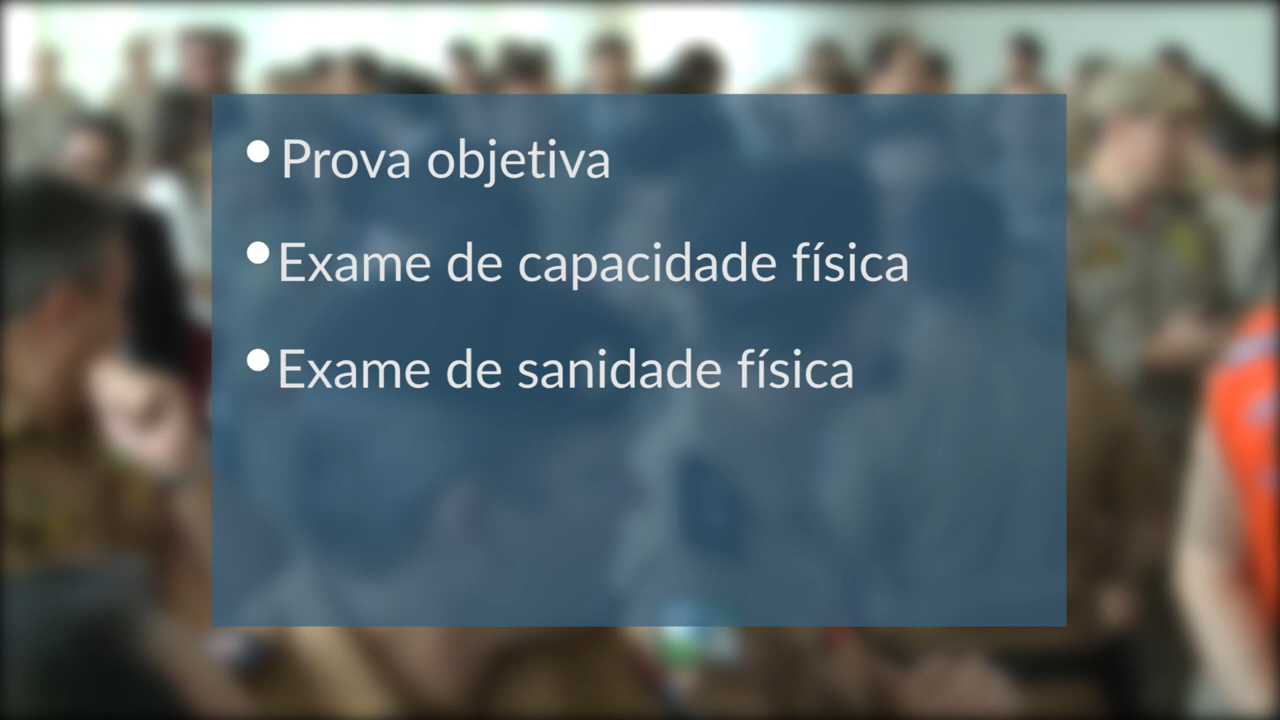 • Prova objetiva
• Exame de capacidade física
• Exame de sanidade física